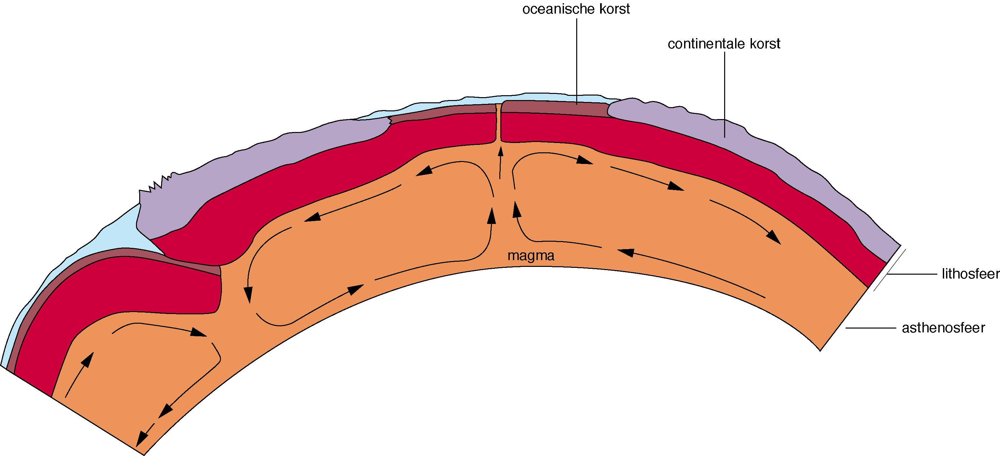 oceanische korst
continentale korst
magma
lithosfeer
asthenosfeer